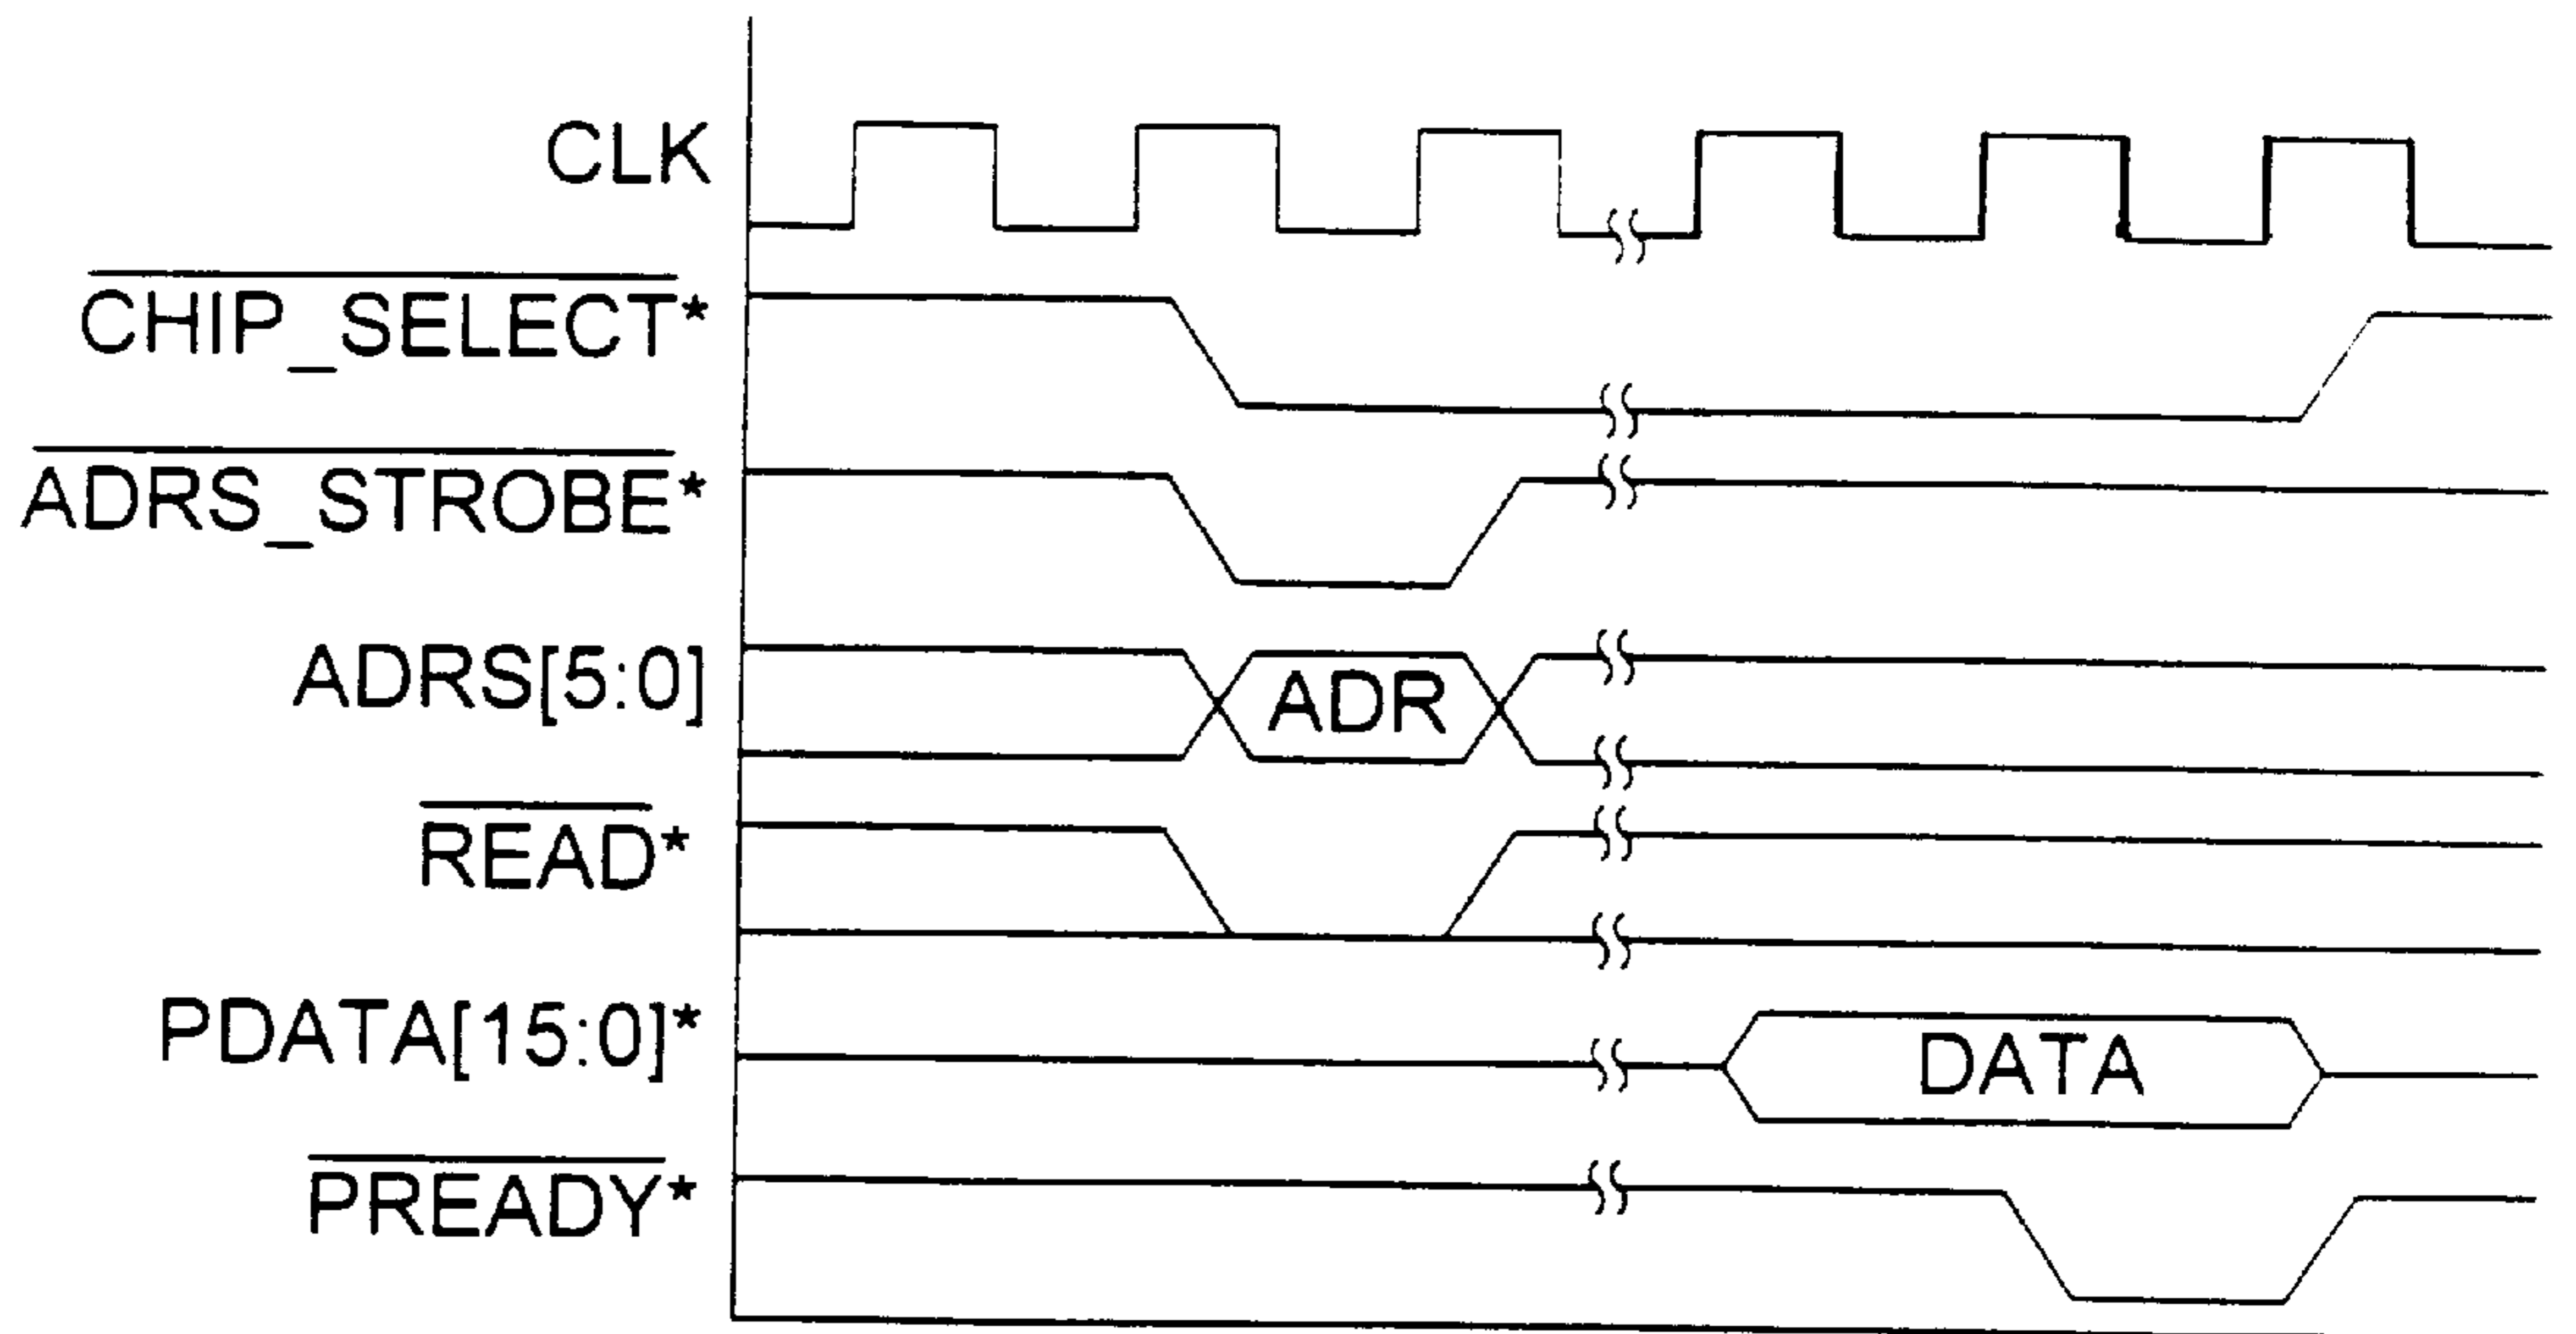 CLK
CHIP_SELECT*
ADRS_STROBE*
ADRS[5:0]
ADR
READ*
PDATA[15:0]*
DATA
PREADY*